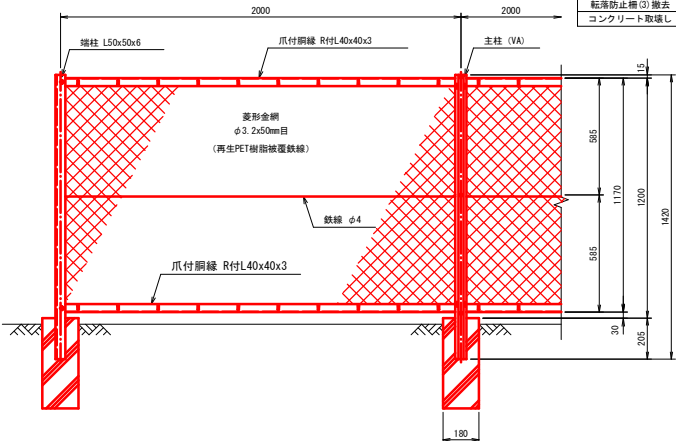 転落防止柵(3)撤去
コンクリート取壊し
2000
2000
端柱 L50x50x6
爪付胴縁 R付L40x40x3
主柱 (VA)
15
菱形金網
φ3.2x50mm目
(再生PET樹脂被覆鉄線)
585
1170
1200
1420
鉄線 φ4
585
爪付胴縁 R付L40x40x3
30
205
180